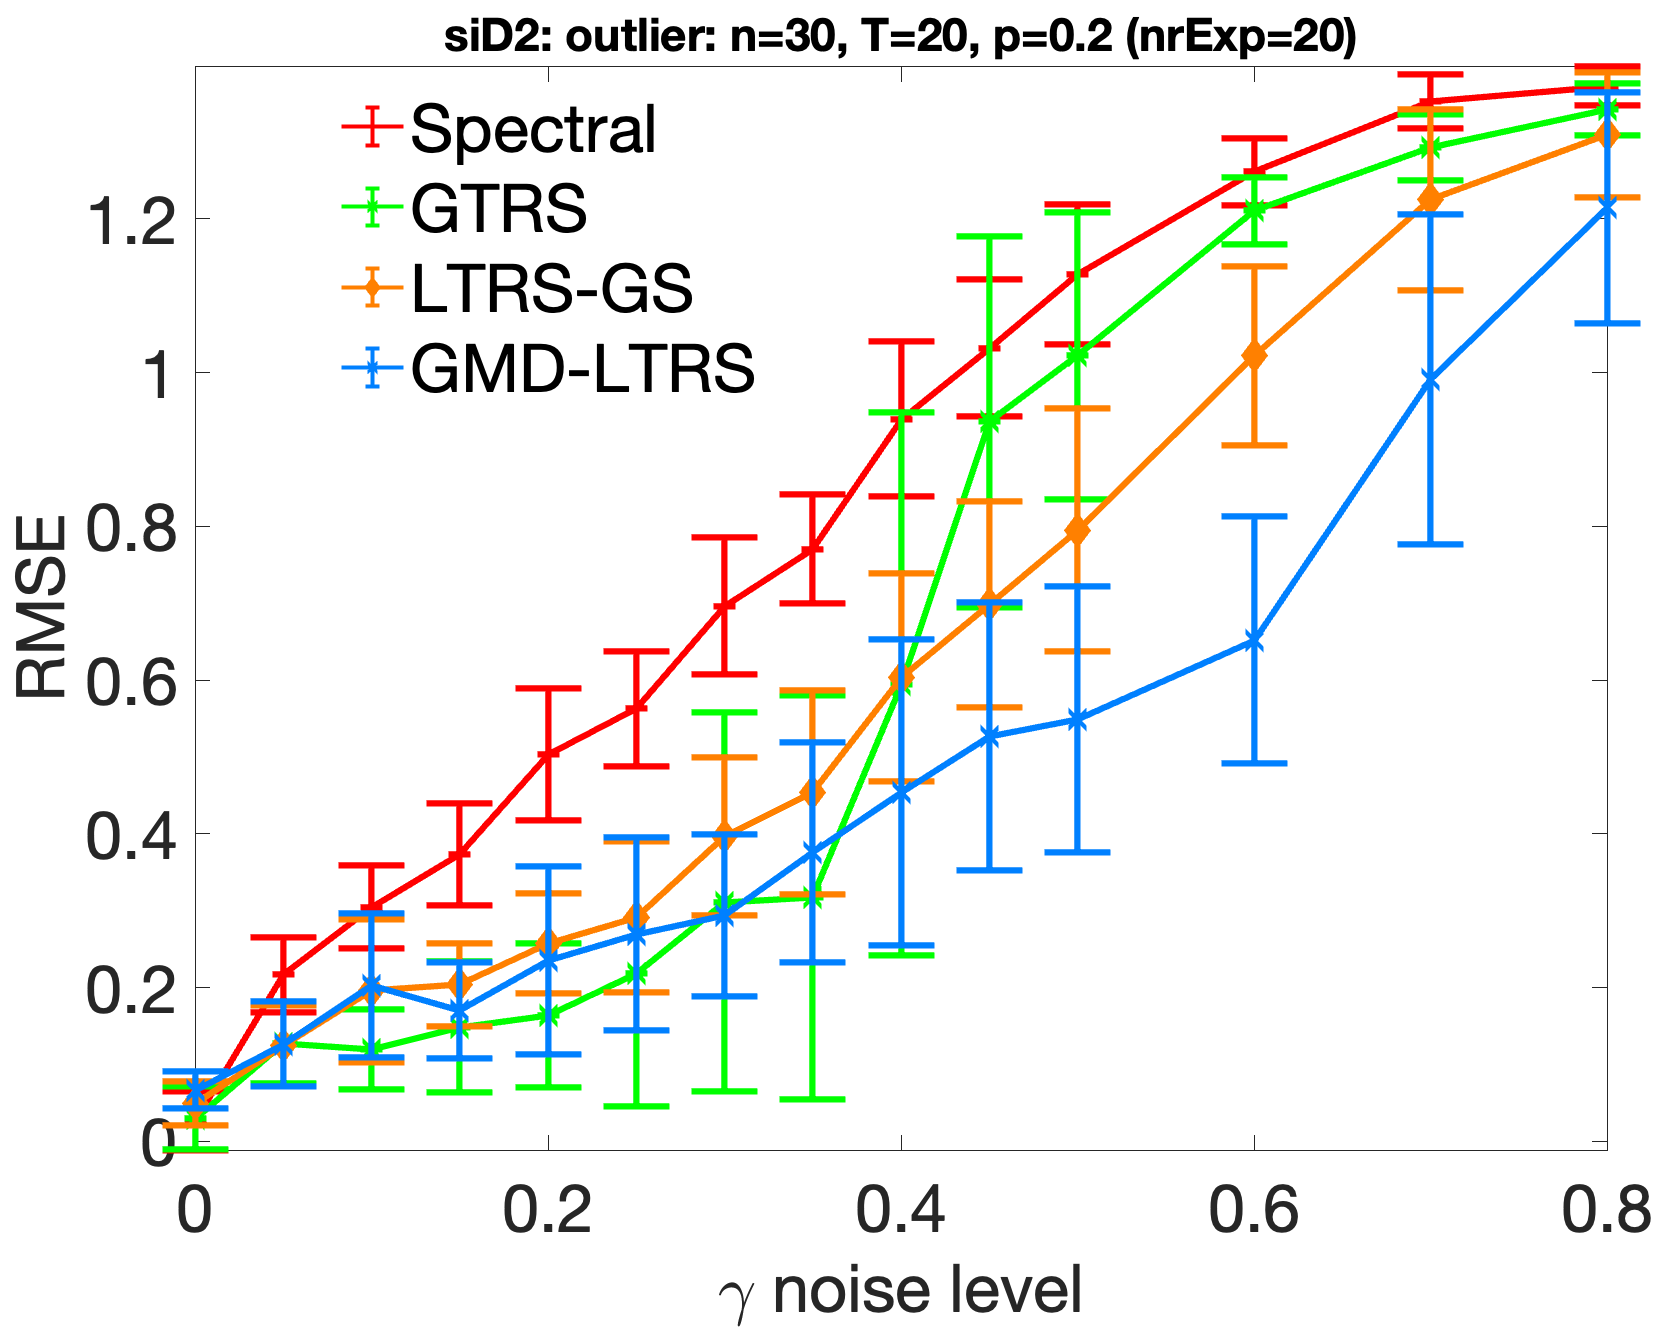 siD2: outlier: n=30, T=20, p=0.2 (nrExp=20)
Spectral
GTRS
LTRS-GS
GMD-LTRS
1.2
1
0.8
0.6
0.4
0.2
0
RMSE
0 0.2 0.4 0.6 0.8
γ noise level